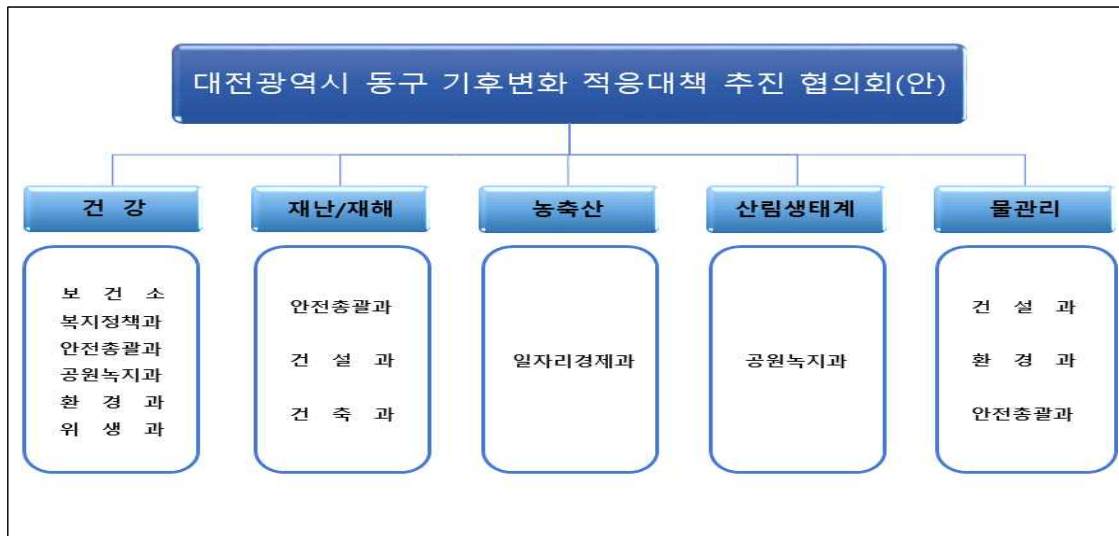 대전광역시 동구 기후변화 적응대책 추진 협의회(안)
건 강
보 건 소
복지정책과
안전총괄과
공원녹지과
환 경 과
위 생 과
재난/재해
안전총괄과
건 설 과
건 축 과
농축산
일자리경제과
산림생태계
공원녹지과
물관리
건 설 과
환 경 과
안전총괄과